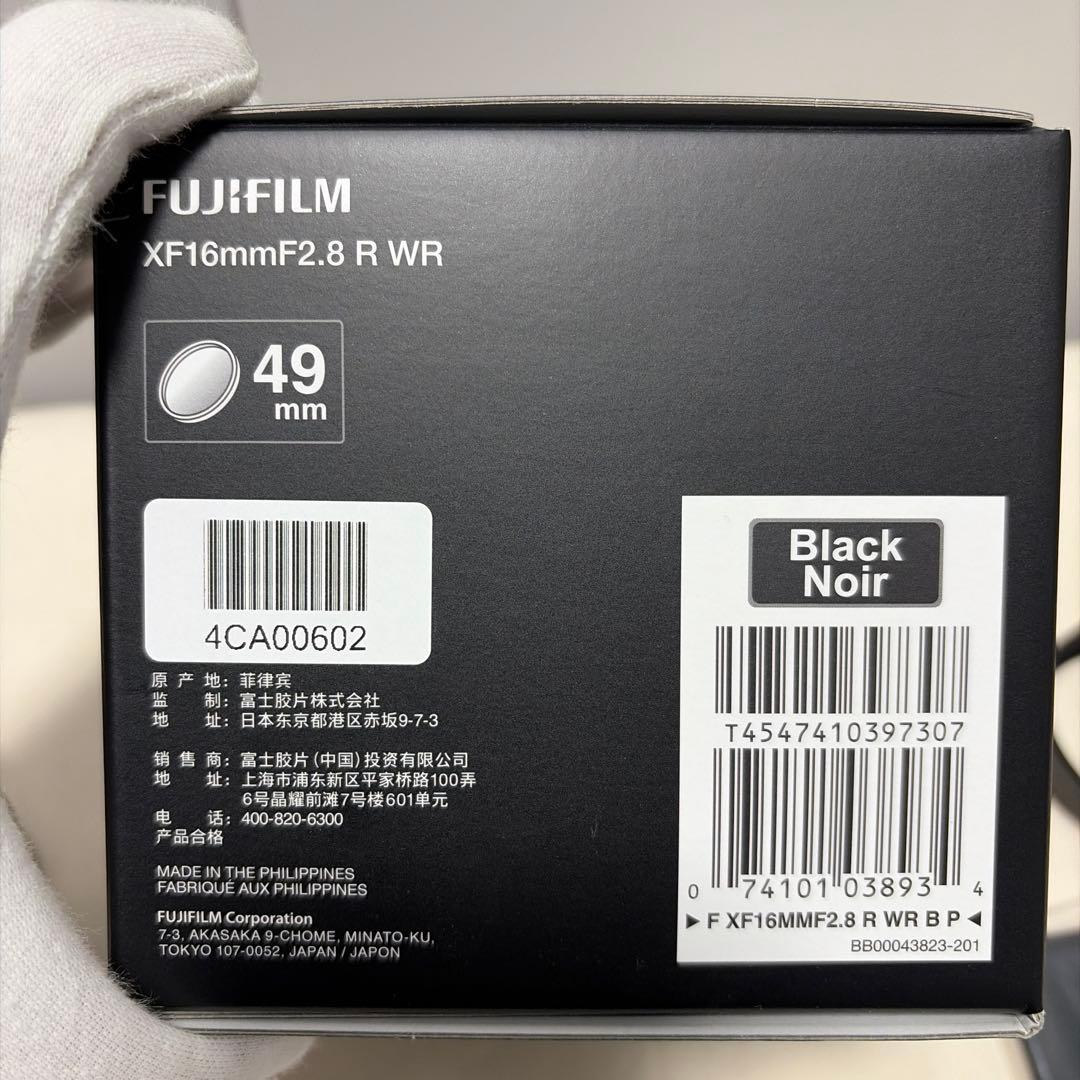 FUJIFILM
XF16mmF2.8 R WR
49
mm
4CA00602
原 产 地：菲律宾
监 制：富士胶片株式会社
地 址：日本东京都港区赤坂9-7-3
销 售 商：富士胶片(中国)投资有限公司
地 址：上海市浦东新区平家桥路100弄
6号晶耀前滩7号楼601单元
电 话：400-820-6300
产品合格
MADE IN THE PHILIPPINES
FABRIQUÉ AUX PHILIPPINES
FUJIFILM Corporation
7-3, AKASAKA 9-CHOME, MINATO-KU,
TOKYO 107-0052, JAPAN / JAPON
Black
Noir
T4547410397307
0 74101 03893 4
▶ F XF16MMF2.8 R WR B P ◀
BB00043823-201